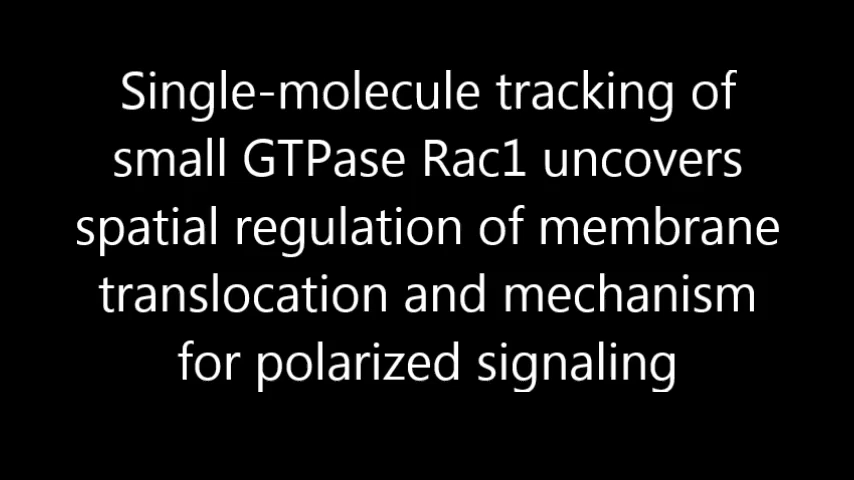 Single-molecule tracking of
small GTPase Rac1 uncovers
spatial regulation of membrane
translocation and mechanism
for polarized signaling